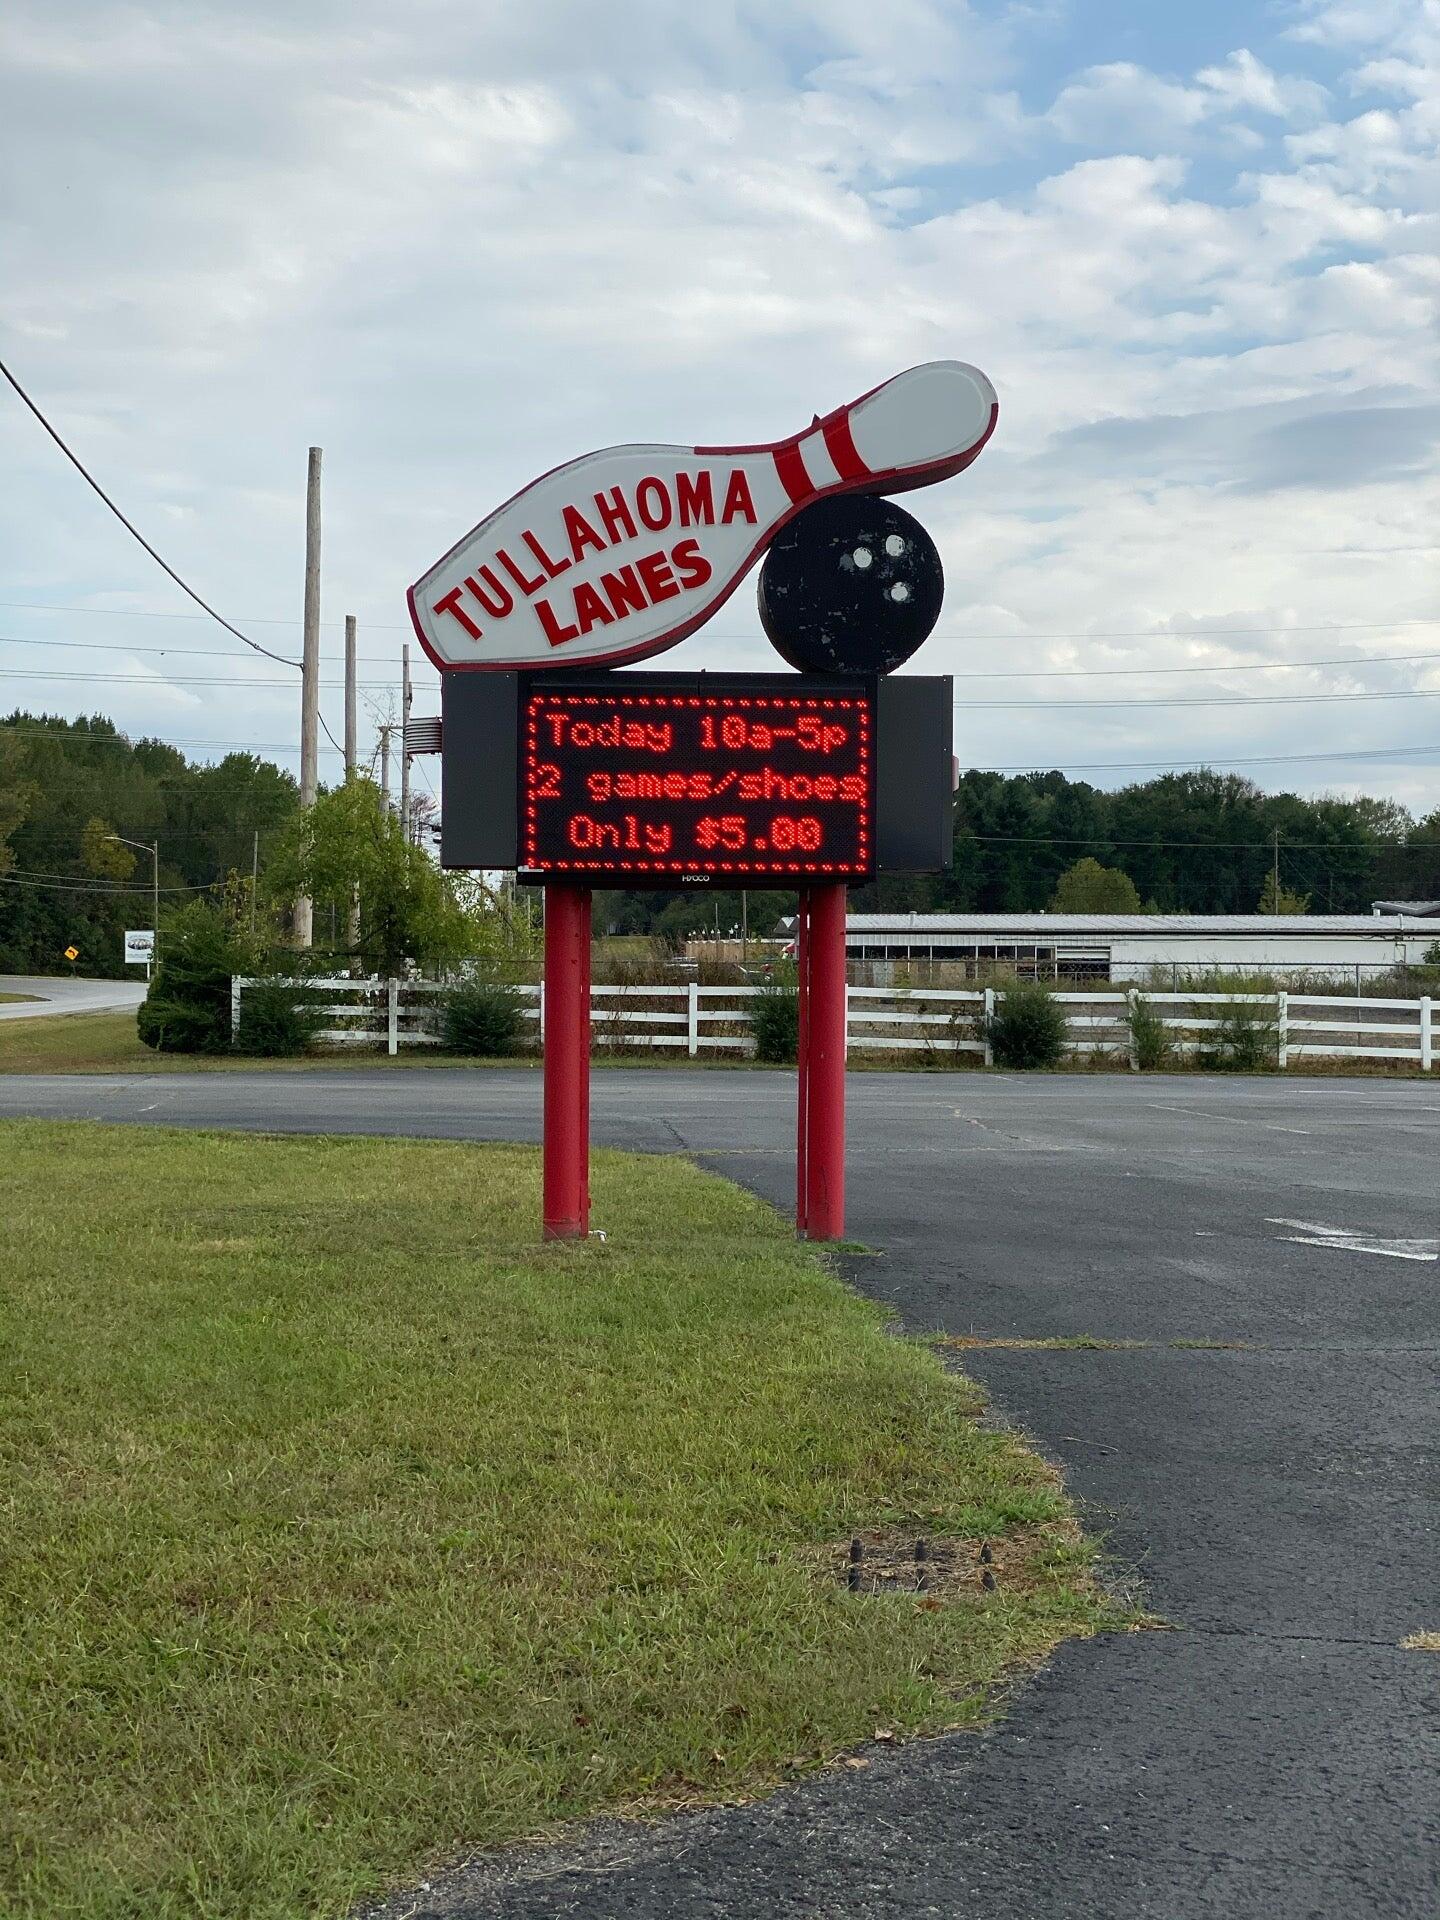 TULLAHOMA
LANES
Today 10a-5p
2 games/shoes
Only $5.00